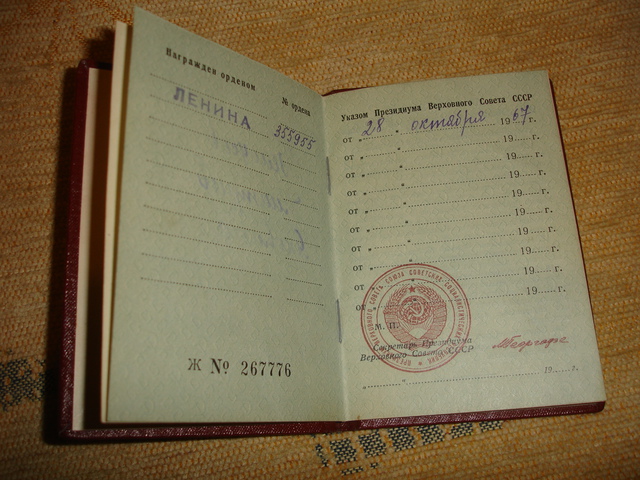 Награжден орденом
№ ордена
ЛЕНИНА 355955
Ж № 267776
Указом Президиума Верховного Совета СССР
от „ 28 “ октября 1967 г.
от „ “ 19 г.
от „ “ 19 г.
от „ “ 19 г.
от „ “ 19 г.
от „ “ 19 г.
от „ “ 19 г.
от „ “ 19 г.
от „ “ 19 г.
от „ “ 19 г.
М. П.
Секретарь Президиума
Верховного Совета СССР
„ “ 19 г.